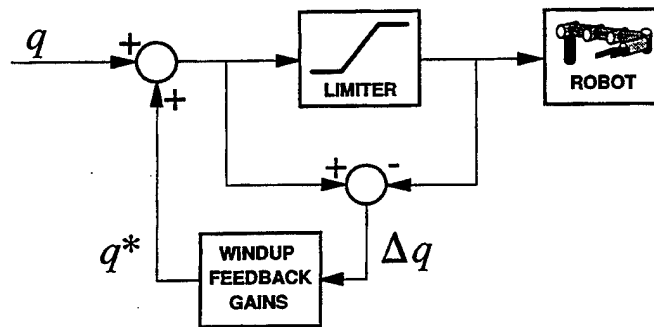 q
+
+
LIMITER
ROBOT
+
-
q*
WINDUP
FEEDBACK
GAINS
Δq